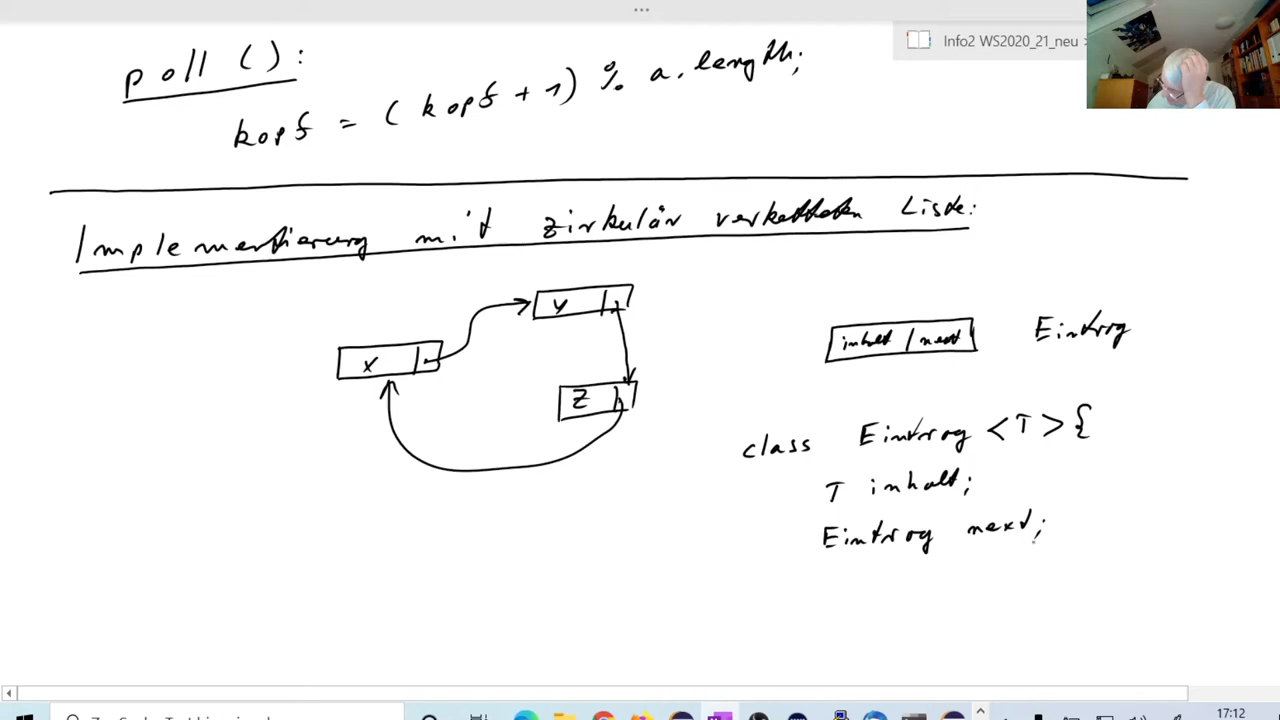 Info2 WS2020_21_neu >
poll ():
kopf = (kopf + 1) % a.length;
Implementierung mit zirkulär verketteten Liste:
x
y
z
inhalt / next
Eintrag
class Eintrag <T> {
T inhalt;
Eintrag next;
17:12